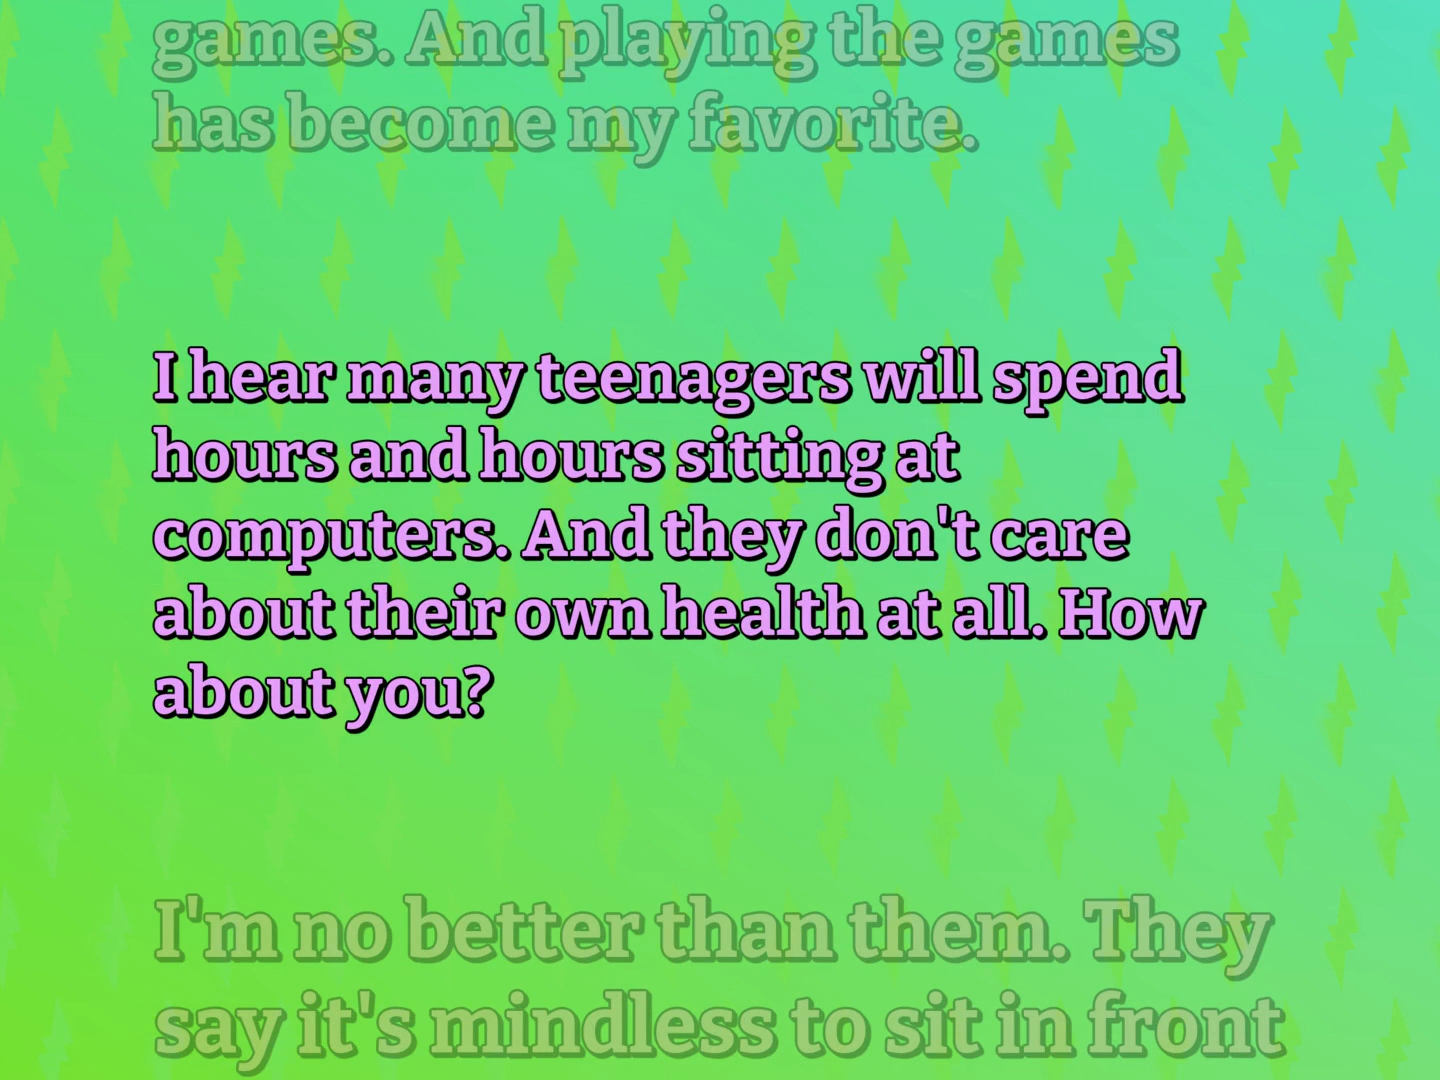 games. And playing the games
has become my favorite.
I hear many teenagers will spend
hours and hours sitting at
computers. And they don't care
about their own health at all. How
about you?
I'm no better than them. They
say it's mindless to sit in front